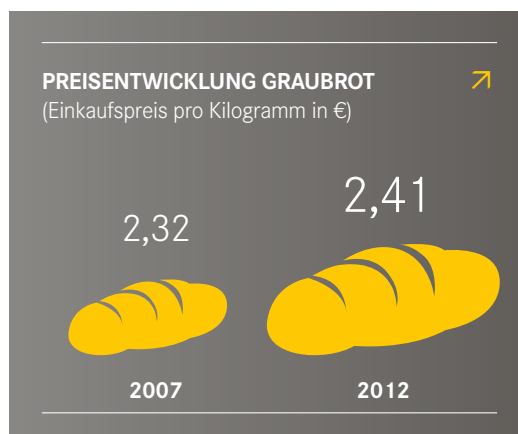 PREISENTWICKLUNG GRAUBROT
(Einkaufspreis pro Kilogramm in €)
2,32
2,41
2007
2012